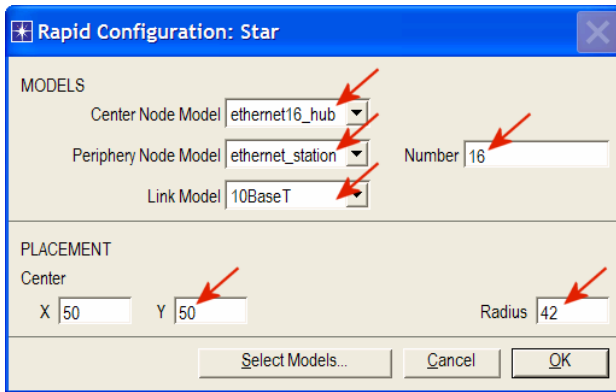 Rapid Configuration: Star
MODELS
Center Node Model ethernet16_hub
Periphery Node Model ethernet_station Number 16
Link Model 10BaseT
PLACEMENT
Center
X 50 Y 50 Radius 42
Select Models... Cancel OK